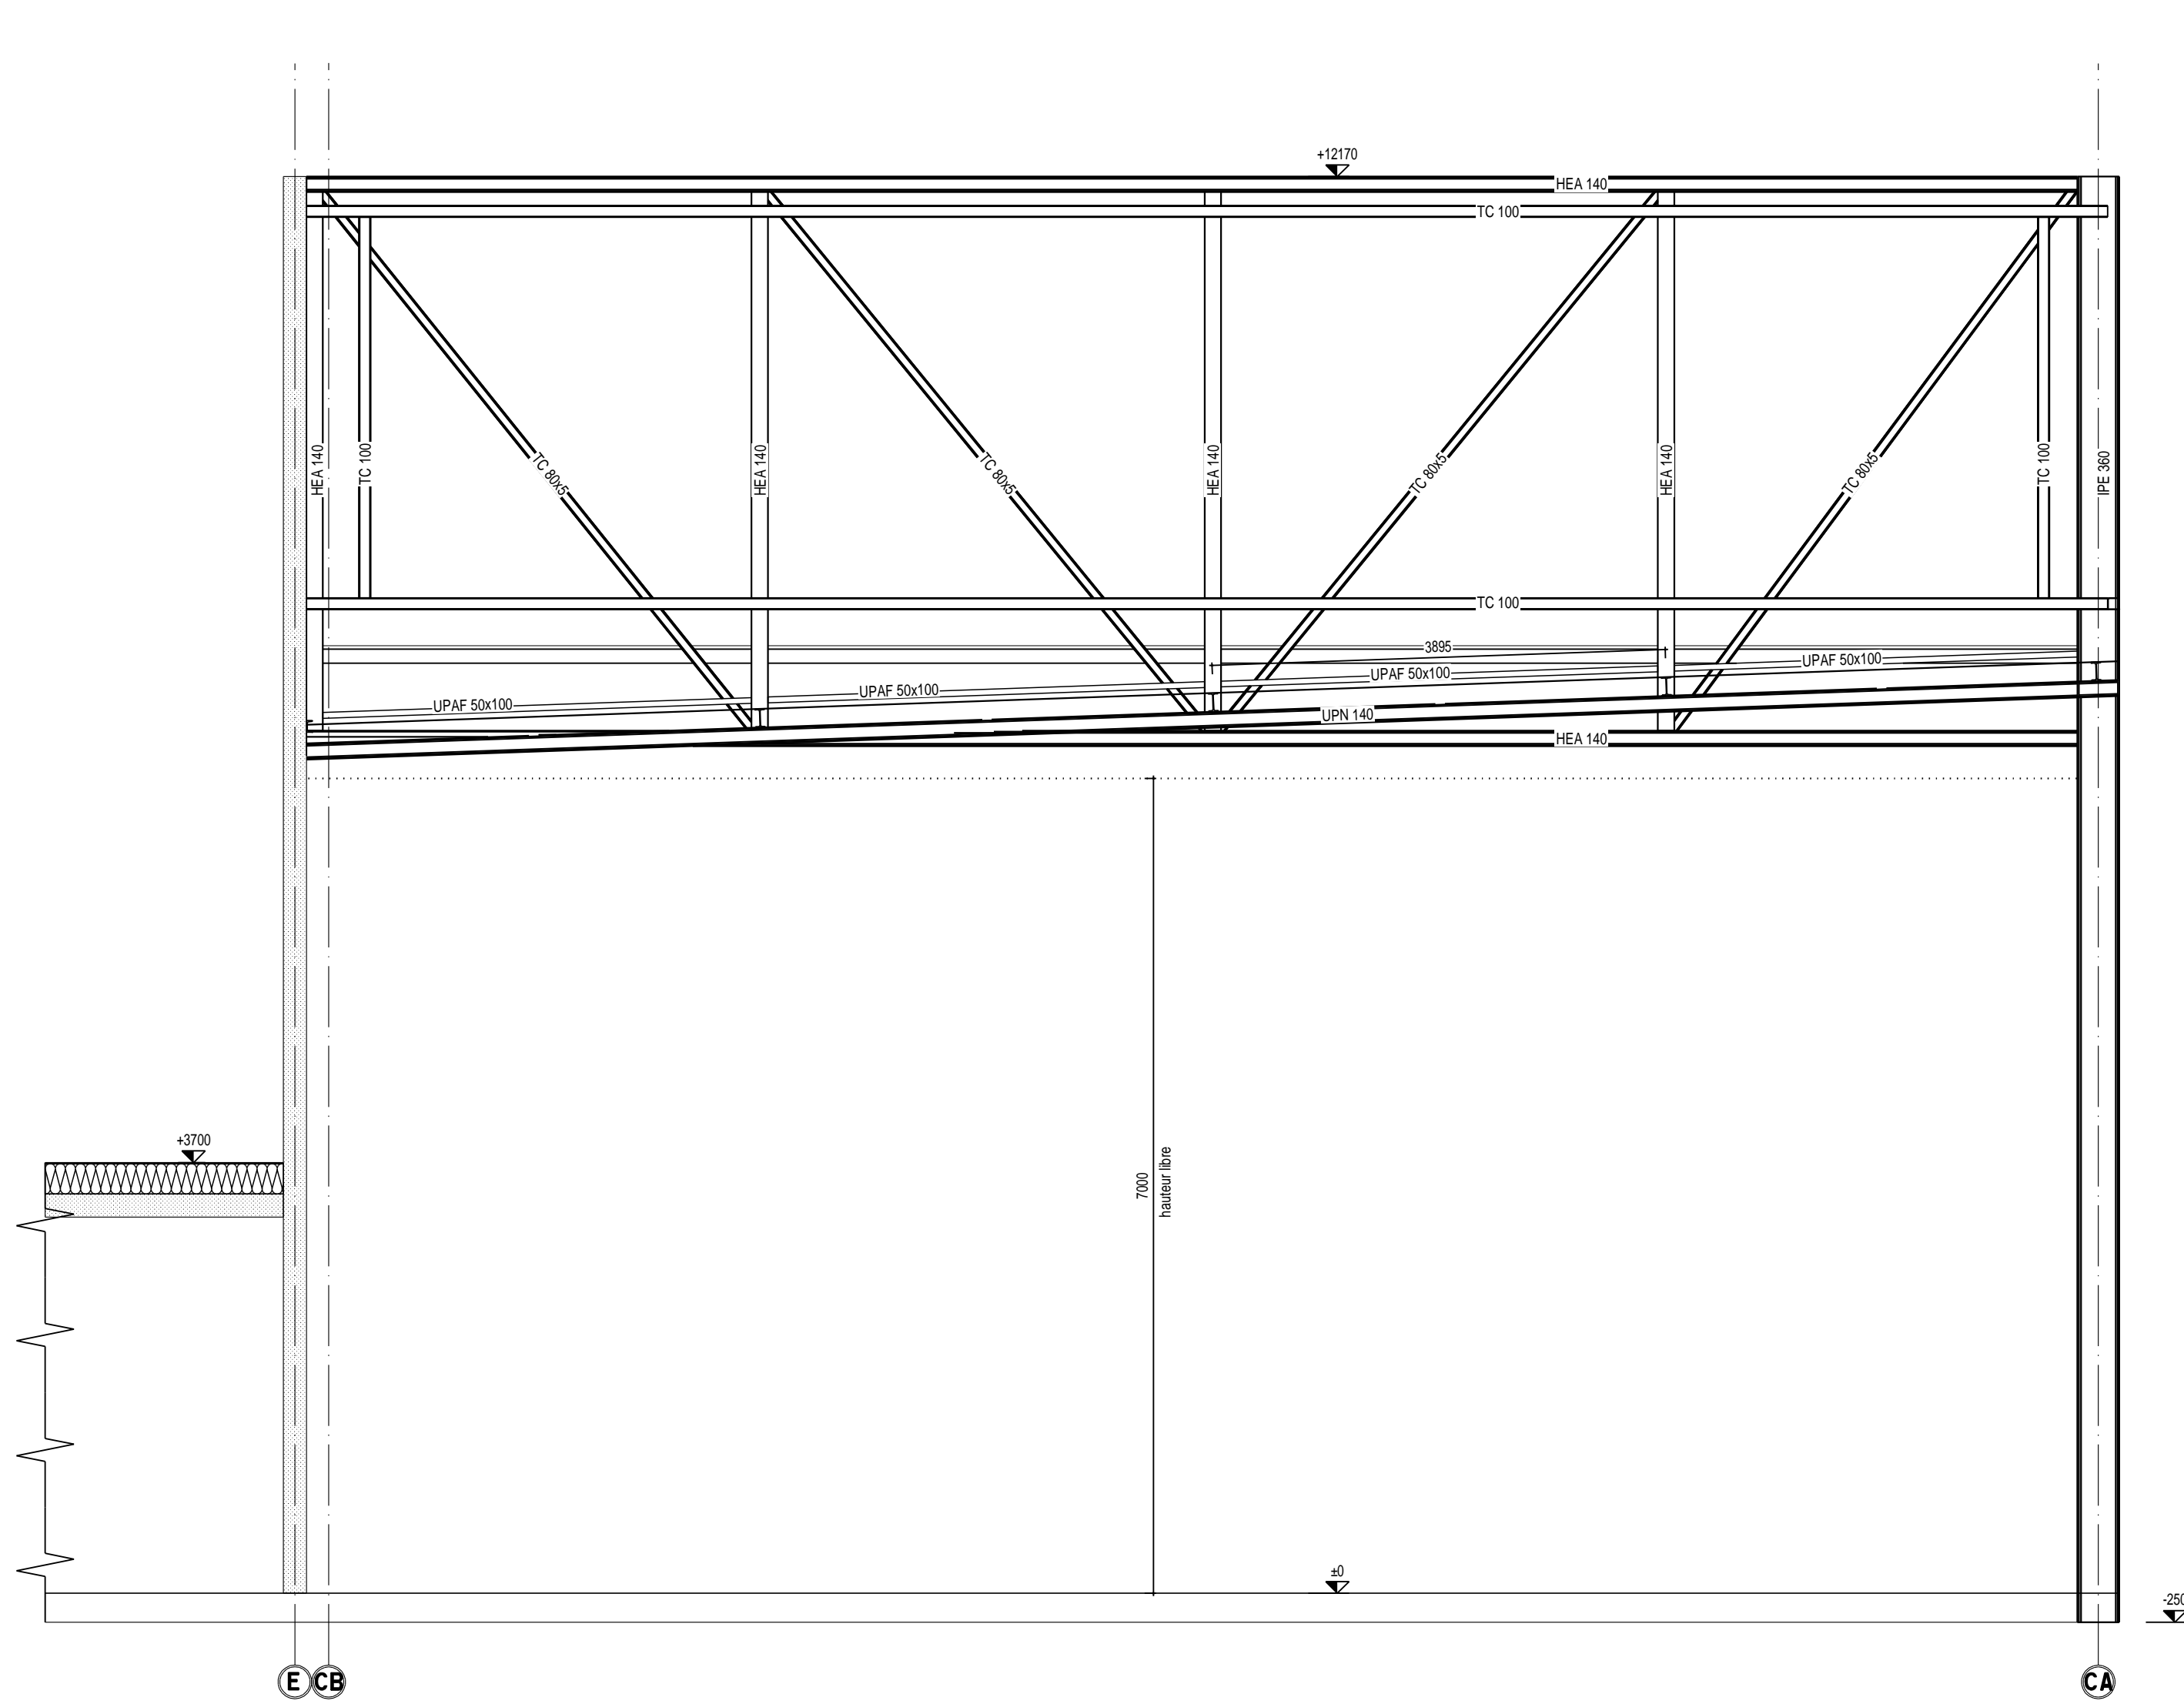 +12170
HEA 140
TC 100
HEA 140
TC 100
TC 80x5
HEA 140
TC 80x5
HEA 140
TC 80x5
HEA 140
TC 80x5
TC 100
IPE 360
TC 100
3895
UPAF 50x100
UPAF 50x100
UPAF 50x100
UPAF 50x100
UPN 140
HEA 140
+3700
7000
hauteur libre
±0
-250
E
CB
CA